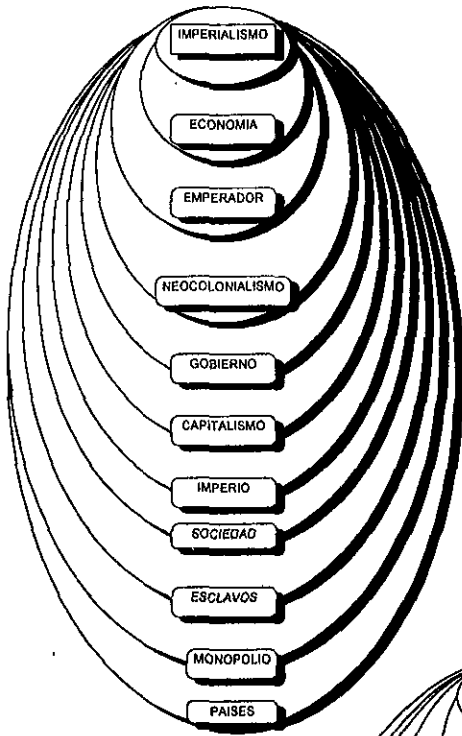 IMPERIALISMO
ECONOMIA
EMPERADOR
NEOCOLONIALISMO
GOBIERNO
CAPITALISMO
IMPERIO
SOCIEDAD
ESCLAVOS
MONOPOLIO
PAISES